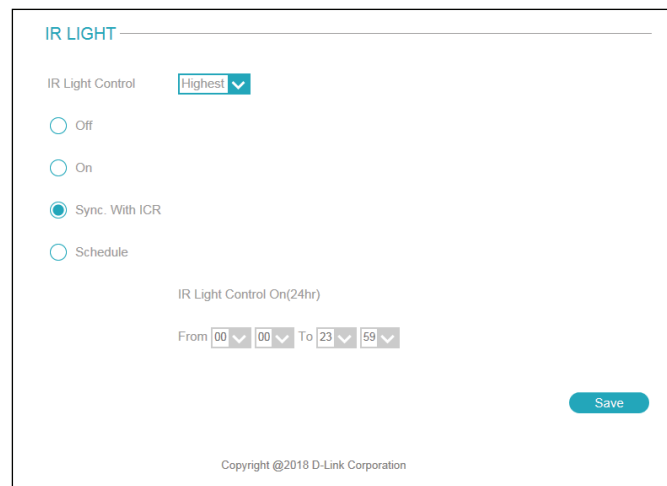 IR LIGHT
IR Light Control Highest
Off
On
Sync. With ICR
Schedule
IR Light Control On(24hr)
From 00 00 To 23 59
Save
Copyright @2018 D-Link Corporation